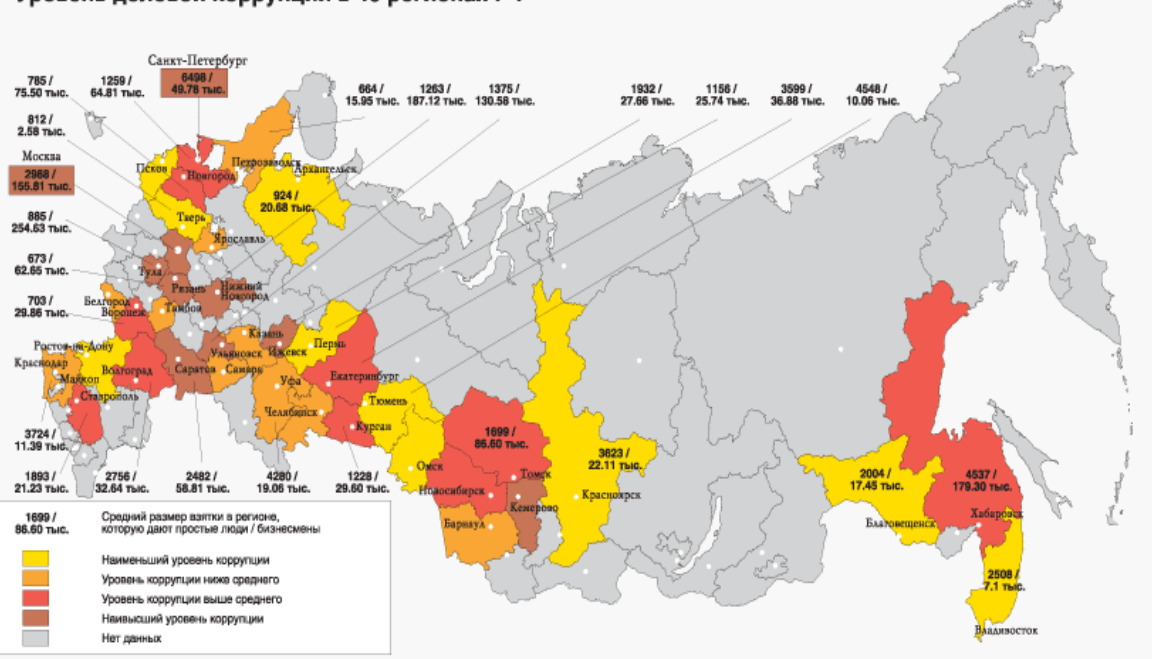 Санкт-Петербург
6498 /
49.78 тыс.
785 /
75.50 тыс.
1259 /
64.81 тыс.
664 /
15.95 тыс.
1263 /
187.12 тыс.
1375 /
130.58 тыс.
1932 /
27.66 тыс.
1156 /
25.74 тыс.
3599 /
36.88 тыс.
4548 /
10.06 тыс.
812 /
2.58 тыс.
Москва
2988 /
155.81 тыс.
885 /
254.63 тыс.
673 /
62.65 тыс.
703 /
29.86 тыс.
Псков
Новгород
Петрозаводск
Архангельск
924 /
20.68 тыс.
Тверь
Ярославль
Тула
Рязань
Нижний
Новгород
Белгород
Воронеж
Тамбов
Казань
Ростов-на-Дону
Ульяновск
Ижевск
Пермь
Краснодар
Майкоп
Волгоград
Саратов
Самара
Уфа
Екатеринбург
Ставрополь
Челябинск
Тюмень
Курган
3724 /
11.39 тыс.
1893 /
21.23 тыс.
2756 /
32.64 тыс.
2482 /
58.81 тыс.
4280 /
19.06 тыс.
1228 /
29.60 тыс.
1699 /
86.60 тыс.
Омск
Томск
Новосибирск
Кемерово
Барнаул
3623 /
22.11 тыс.
Красноярск
2004 /
17.45 тыс.
4537 /
179.30 тыс.
Благовещенск
Хабаровск
2508 /
7.1 тыс.
Владивосток
1699 /
86.60 тыс.
Средний размер взятки в регионе,
которую дают простые люди / бизнесмены
Наименьший уровень коррупции
Уровень коррупции ниже среднего
Уровень коррупции выше среднего
Наивысший уровень коррупции
Нет данных